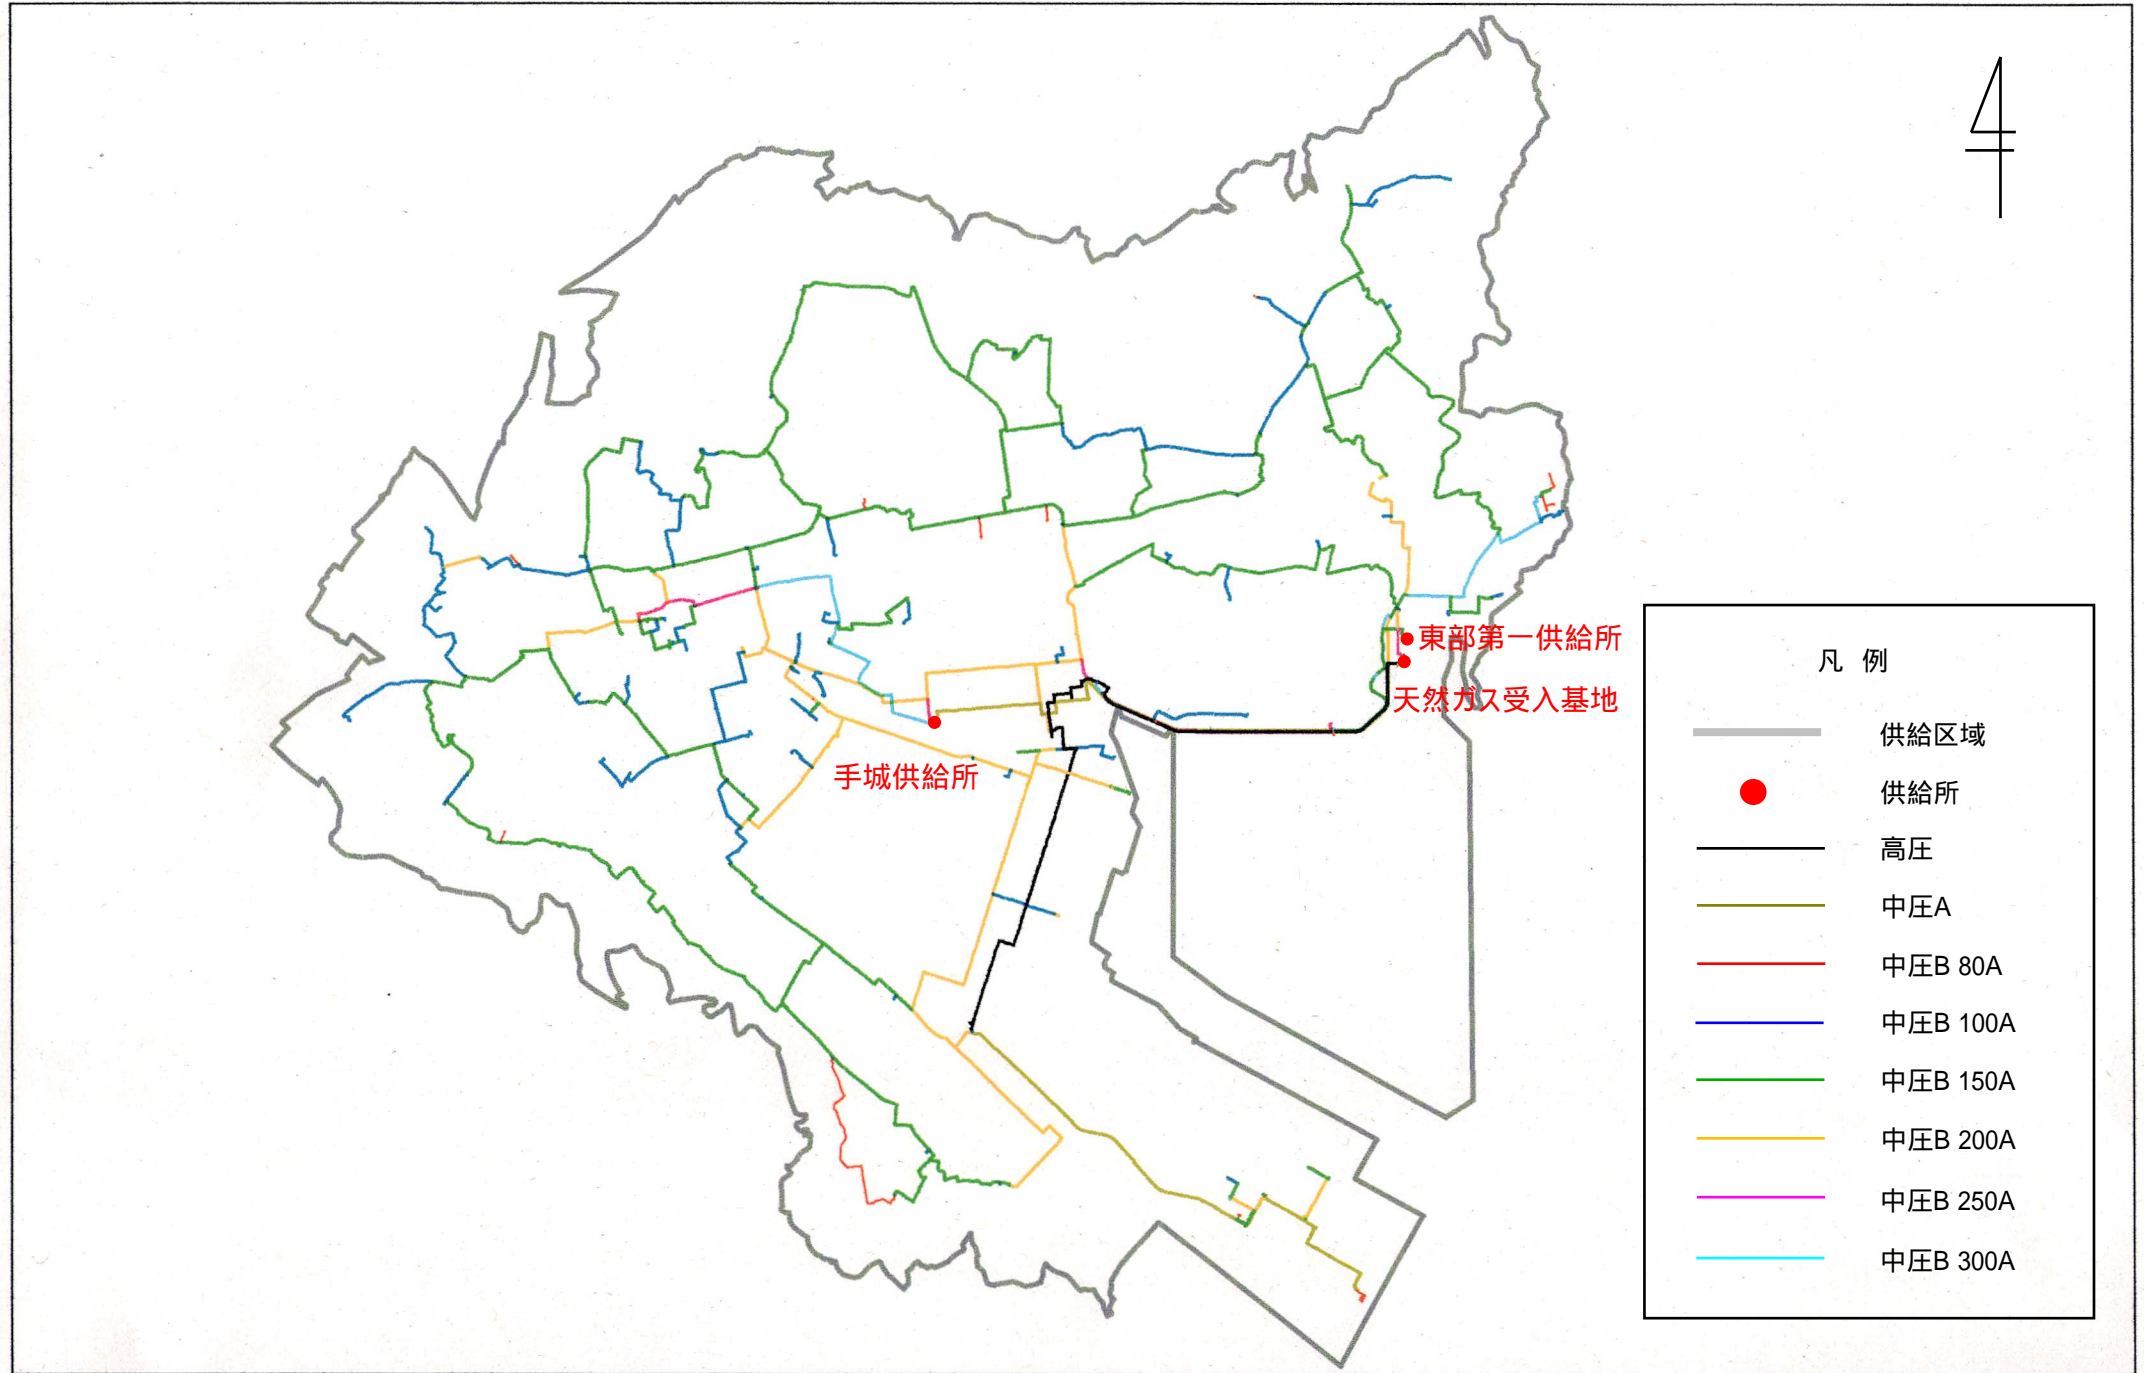 東部第一供給所
天然ガス受入基地
手城供給所
凡 例
供給区域
供給所
高圧
中圧A
中圧B 80A
中圧B 100A
中圧B 150A
中圧B 200A
中圧B 250A
中圧B 300A